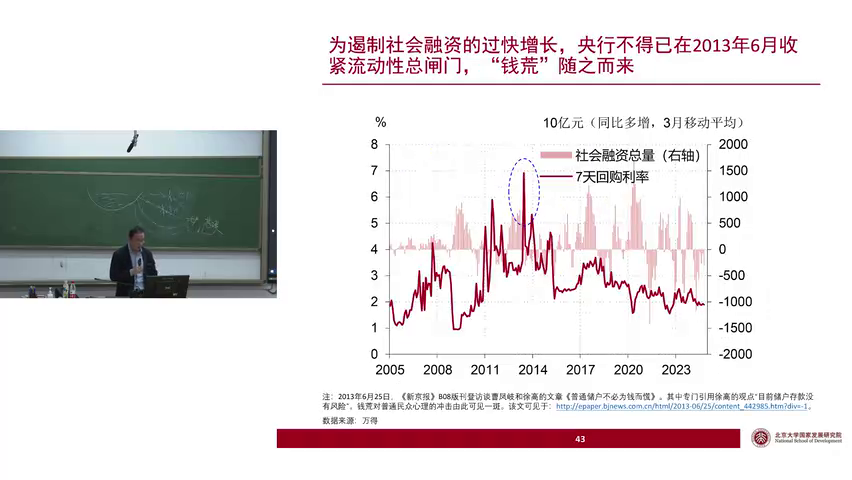 为遏制社会融资的过快增长，央行不得已在2013年6月收
紧流动性总闸门，“钱荒”随之而来
%
10亿元（同比多增，3月移动平均）
社会融资总量（右轴）
7天回购利率
8
7
6
5
4
3
2
1
0
2000
1500
1000
500
0
-500
-1000
-1500
-2000
2005 2008 2011 2014 2017 2020 2023
注：2013年6月25日，《新京报》B08版刊登访谈曹凤岐和徐高的文章《普通储户不必为钱而慌》。其中专门引用徐高的观点“目前储户存款没
有风险”。钱荒对普通民众心理的冲击由此可见一斑。该文可见于：http://epaper.bjnews.com.cn/html/2013-06/25/content_442985.htm?div=-1。
数据来源：万得
43
北京大学国家发展研究院
National School of Development